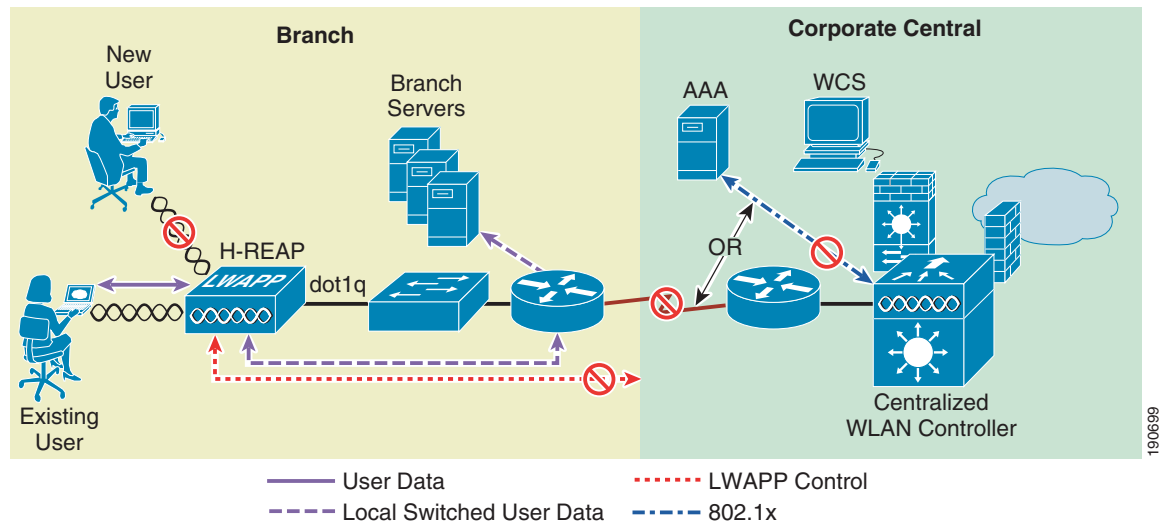 Branch
Corporate Central
New
User
Branch
Servers
AAA
WCS
OR
H-REAP
LWAPP
dot1q
Existing
User
Centralized
WLAN Controller
190699
User Data
LWAPP Control
Local Switched User Data
802.1x